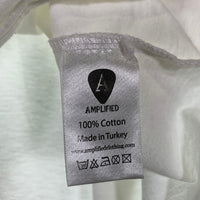 A
AMPLIFIED
100% Cotton
Made in Turkey
www.amplifiedclothing.com